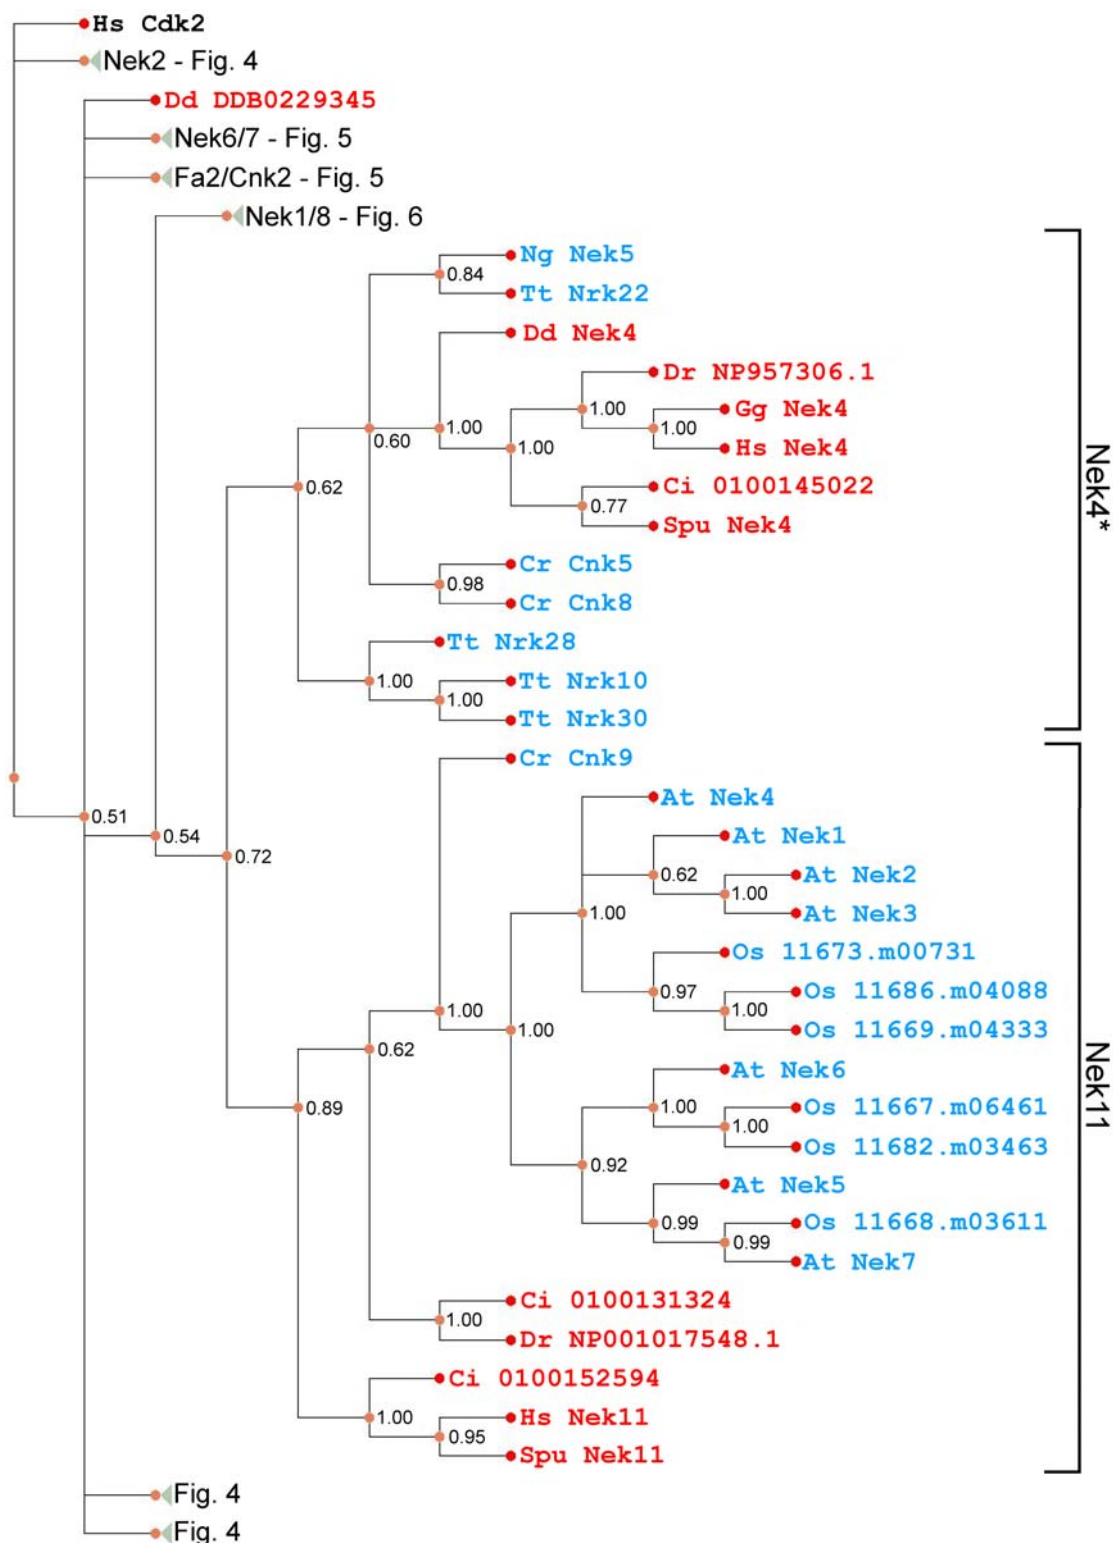 Hs Cdk2
Nek2 - Fig. 4
Dd DDB0229345
Nek6/7 - Fig. 5
Fa2/Cnk2 - Fig. 5
Nek1/8 - Fig. 6
Ng Nek5
0.84
Tt Nrk22
Dd Nek4
Dr NP957306.1
1.00
Gg Nek4
0.60
1.00
1.00
1.00
Hs Nek4
Ci 0100145022
0.62
0.77
Spu Nek4
Nek4*
Cr Cnk5
0.98
Cr Cnk8
Tt Nrk28
1.00
Tt Nrk10
1.00
Tt Nrk30
Cr Cnk9
At Nek4
0.51
0.54
At Nek1
0.72
0.62
At Nek2
1.00
1.00
At Nek3
Os 11673.m00731
0.97
Os 11686.m04088
1.00
1.00
1.00
Os 11669.m04333
0.62
At Nek6
0.89
1.00
Os 11667.m06461
1.00
Os 11682.m03463
0.92
At Nek5
0.99
Os 11668.m03611
0.99
At Nek7
Nek11
Ci 0100131324
1.00
Dr NP001017548.1
Ci 0100152594
1.00
Hs Nek11
0.95
Spu Nek11
Fig. 4
Fig. 4